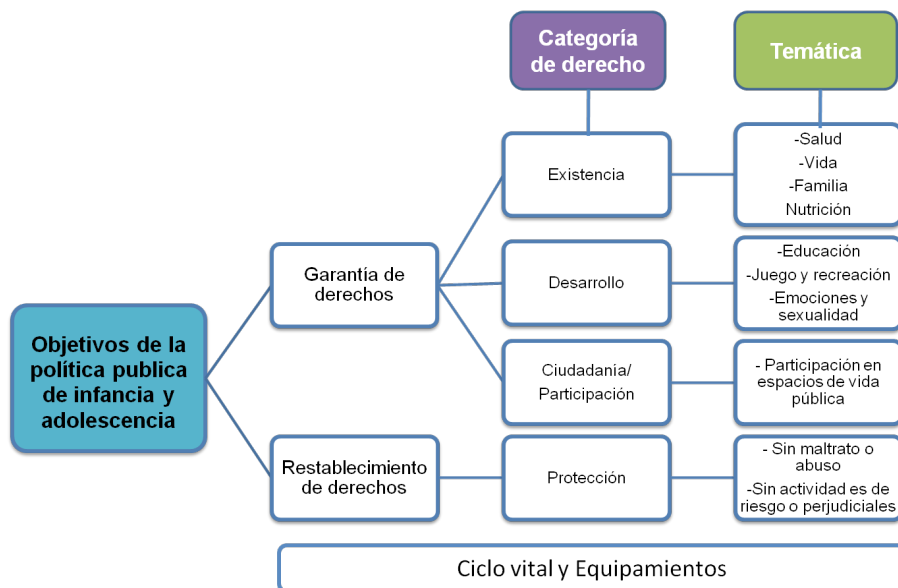 Categoría
de derecho
Temática
Existencia
-Salud
-Vida
-Familia
Nutrición
Garantía de
derechos
Desarrollo
-Educación
-Juego y recreación
-Emociones y
sexualidad
Objetivos de la
política publica
de infancia y
adolescencia
Ciudadanía/
Participación
- Participación en
espacios de vida
pública
Restablecimiento
de derechos
Protección
- Sin maltrato o
abuso
-Sin actividad es de
riesgo o perjudiciales
Ciclo vital y Equipamientos